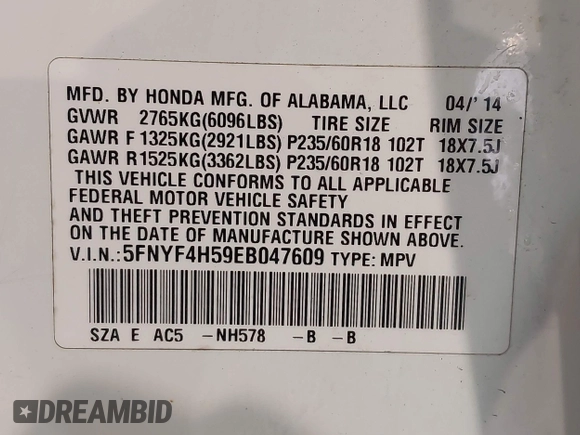 MFD. BY HONDA MFG. OF ALABAMA, LLC 04/' 14
GVWR 2765KG(6096LBS) TIRE SIZE RIM SIZE
GAWR F 1325KG(2921LBS) P235/60R18 102T 18X7.5J
GAWR R 1525KG(3362LBS) P235/60R18 102T 18X7.5J
THIS VEHICLE CONFORMS TO ALL APPLICABLE
FEDERAL MOTOR VEHICLE SAFETY
AND THEFT PREVENTION STANDARDS IN EFFECT
ON THE DATE OF MANUFACTURE SHOWN ABOVE.
V.I.N.:5FNYF4H59EB047609 TYPE: MPV
SZA E AC5 -NH578 -B -B
DREAMBID